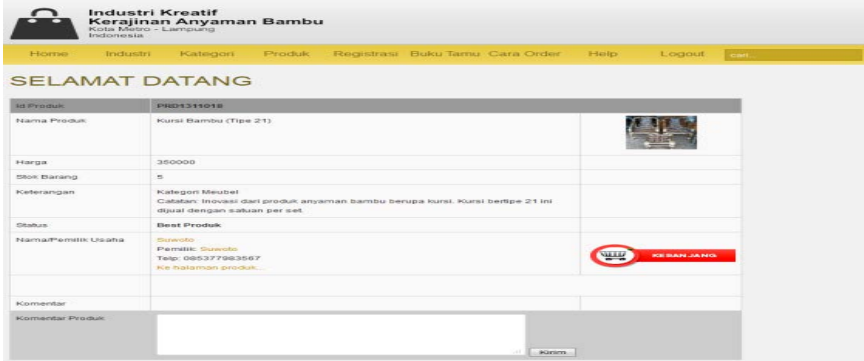 Industri Kreatif
Kerajinan Anyaman Bambu
Kota Metro - Lampung
Indonesia
Home Industri Kategori Produk Registrasi Buku Tamu Cara Order Help Logout cari...
SELAMAT DATANG
Id Produk PRD1311018
Nama Produk Kursi Bambu (Tipe 21)
Harga 350000
Stok Barang 5
Keterangan Kategori Meubel
Catatan: Inovasi dari produk anyaman bambu berupa kursi. Kursi bertipe 21 ini
dijual dengan satuan per set.
Status Best Produk
Nama/Pemilik Usaha Suwoto
Pemilik: Suwoto
Telp: 085377983567
Ke halaman produk...
KERANJANG
Komentar
Komentar Produk
Kirim